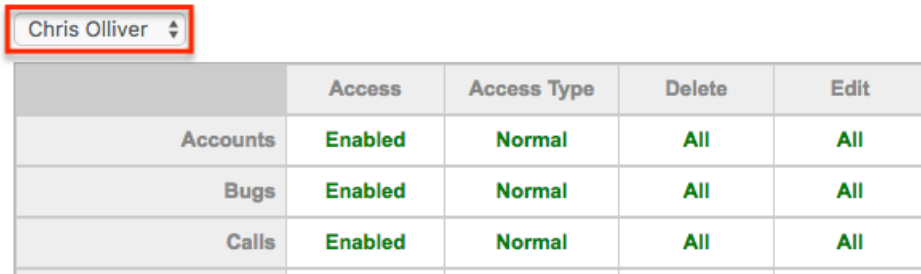 Chris Olliver
Access Access Type Delete Edit
Accounts Enabled Normal All All
Bugs Enabled Normal All All
Calls Enabled Normal All All